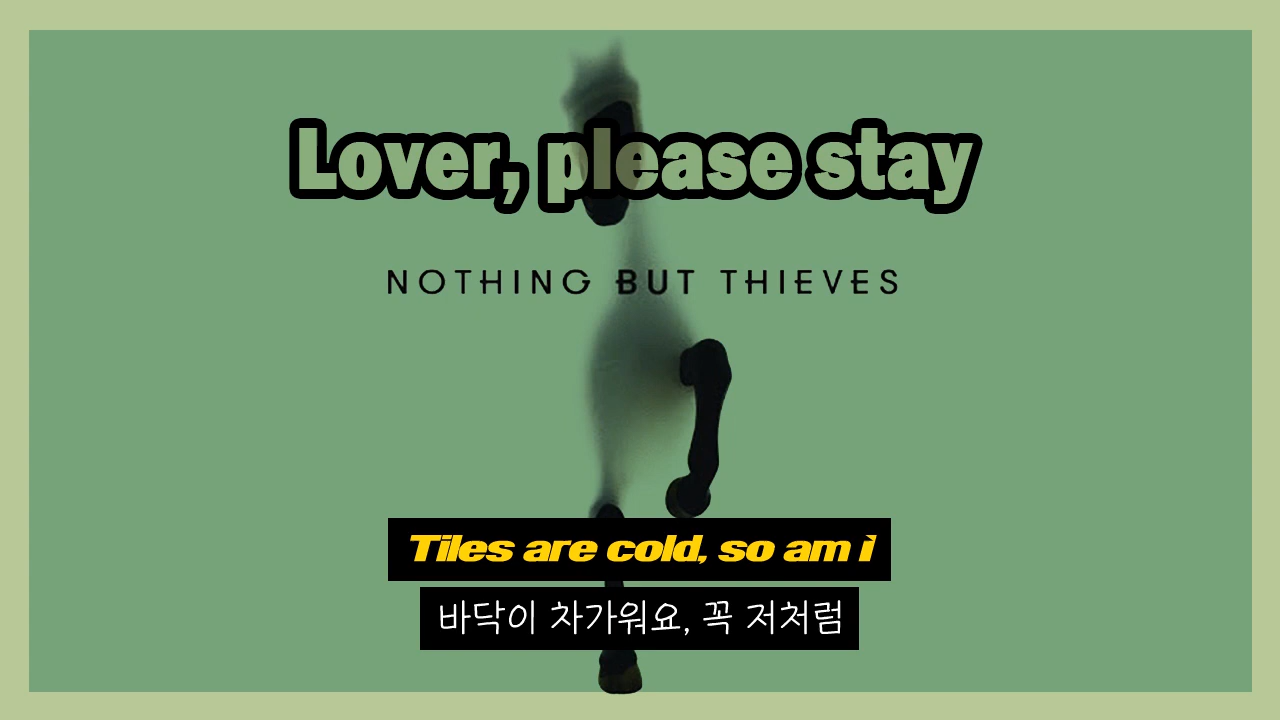 Lover, please stay
NOTHING BUT THIEVES
Tiles are cold, so am i
바닥이 차가워요, 꼭 저처럼